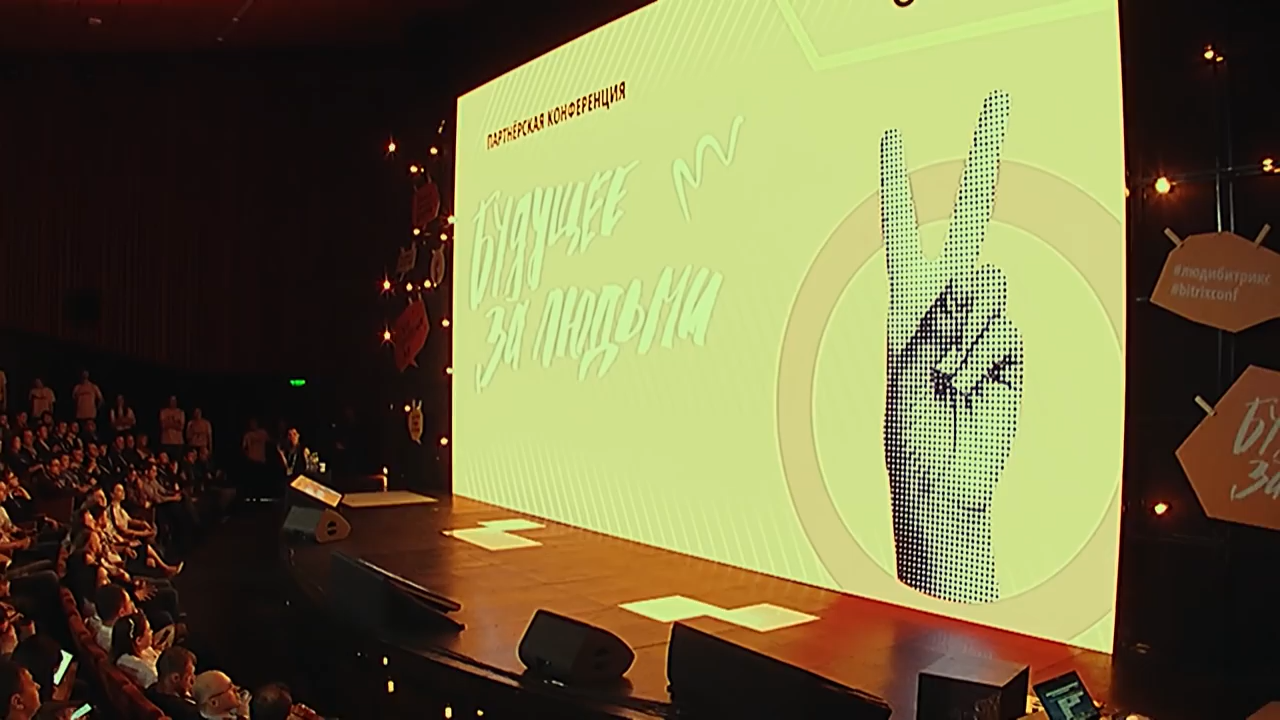 ПАРТНЁРСКАЯ КОНФЕРЕНЦИЯ
БУДУЩЕЕ
ЗА ЛЮДЬМИ
#людибитрикс
#bitrixconf